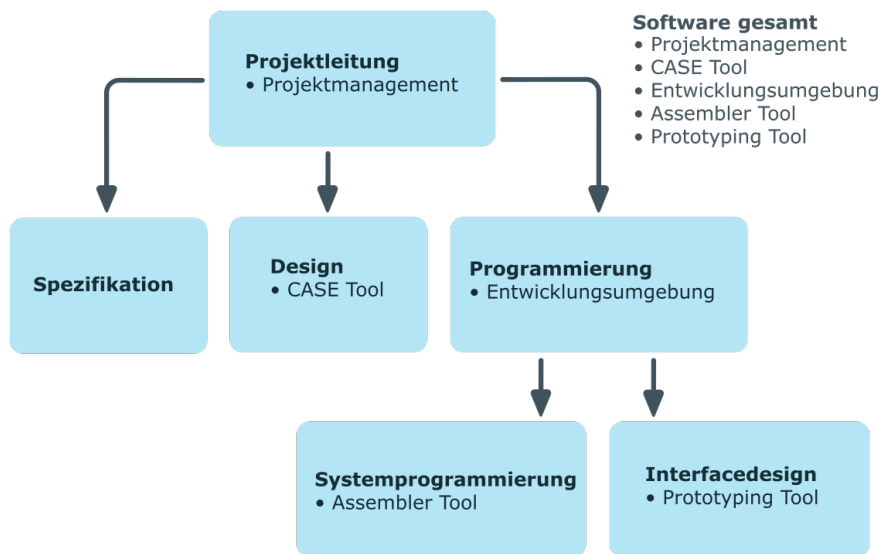 Projektleitung
• Projektmanagement
Software gesamt
• Projektmanagement
• CASE Tool
• Entwicklungsumgebung
• Assembler Tool
• Prototyping Tool
Spezifikation
Design
• CASE Tool
Programmierung
• Entwicklungsumgebung
Systemprogrammierung
• Assembler Tool
Interfacedesign
• Prototyping Tool